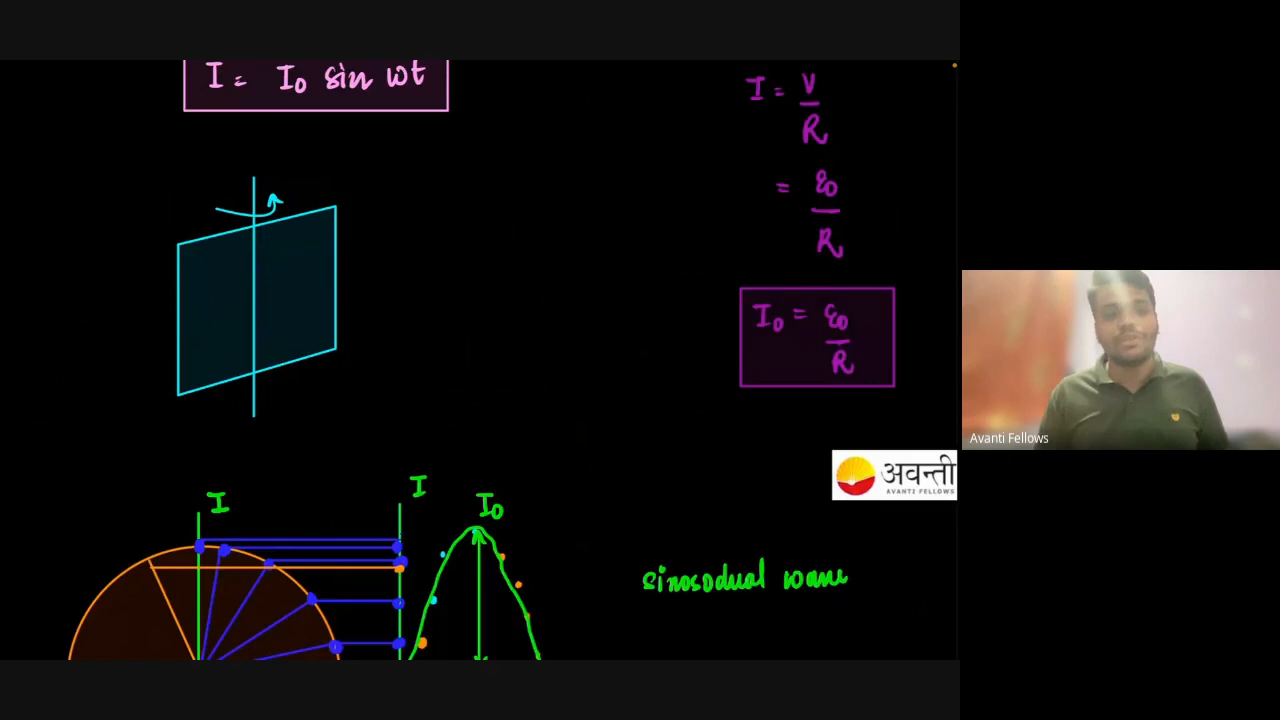 I = I₀ sin ωt
I = V/R
= ε₀/R
I₀ = ε₀/R
Avanti Fellows
अवन्ती
AVANTI FELLOWS
I
I
I₀
sinosodual wave